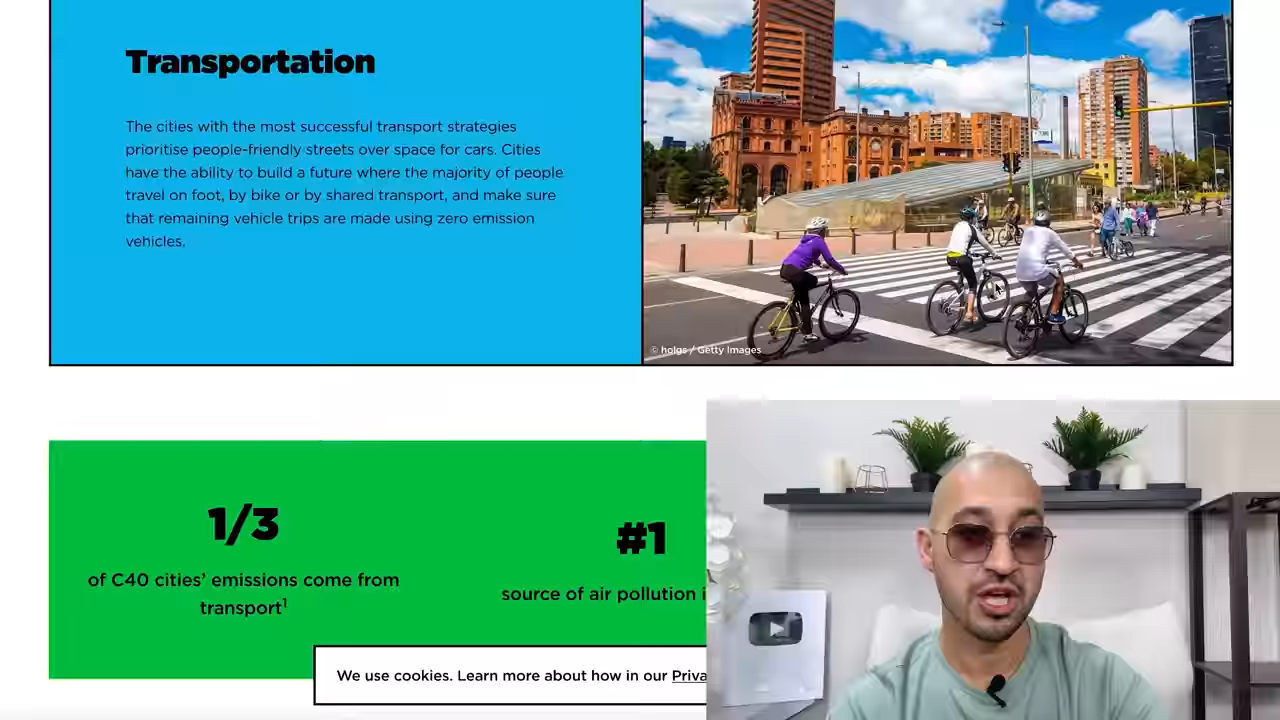 Transportation
The cities with the most successful transport strategies
prioritise people-friendly streets over space for cars. Cities
have the ability to build a future where the majority of people
travel on foot, by bike or by shared transport, and make sure
that remaining vehicle trips are made using zero emission
vehicles.
© holgs / Getty Images
1/3
of C40 cities’ emissions come from
transport¹
#1
source of air pollution i
We use cookies. Learn more about how in our Priva